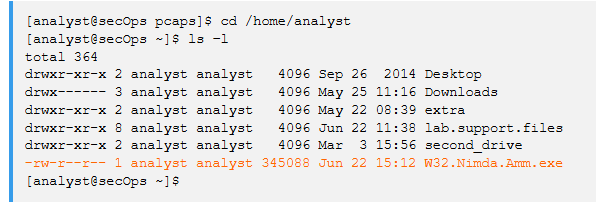 [analyst@secOps pcaps]$ cd /home/analyst
[analyst@secOps ~]$ ls -l
total 364
drwxr-xr-x 2 analyst analyst   4096 Sep 26  2014 Desktop
drwx------ 3 analyst analyst   4096 May 25 11:16 Downloads
drwxr-xr-x 2 analyst analyst   4096 May 22 08:39 extra
drwxr-xr-x 8 analyst analyst   4096 Jun 22 11:38 lab.support.files
drwxr-xr-x 2 analyst analyst   4096 Mar  3 15:56 second_drive
-rw-r--r-- 1 analyst analyst 345088 Jun 22 15:12 W32.Nimda.Amm.exe
[analyst@secOps ~]$